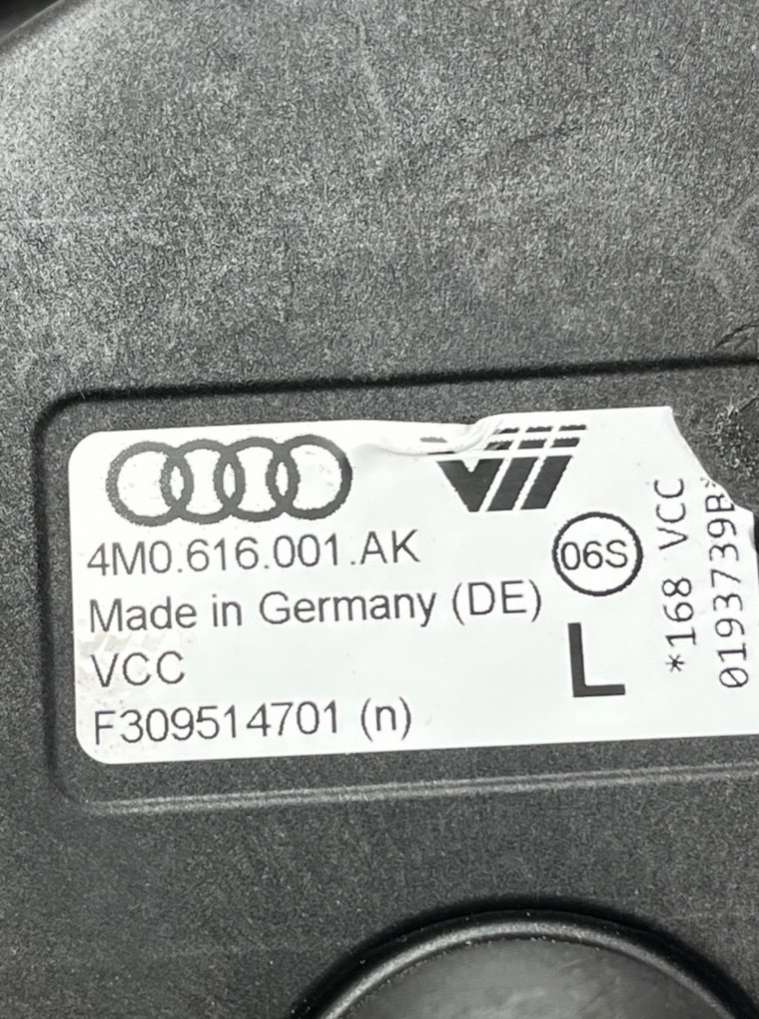 4M0.616.001.AK
Made in Germany (DE)
VCC
F309514701 (n)
06S
L
*168 VCC
0193739B